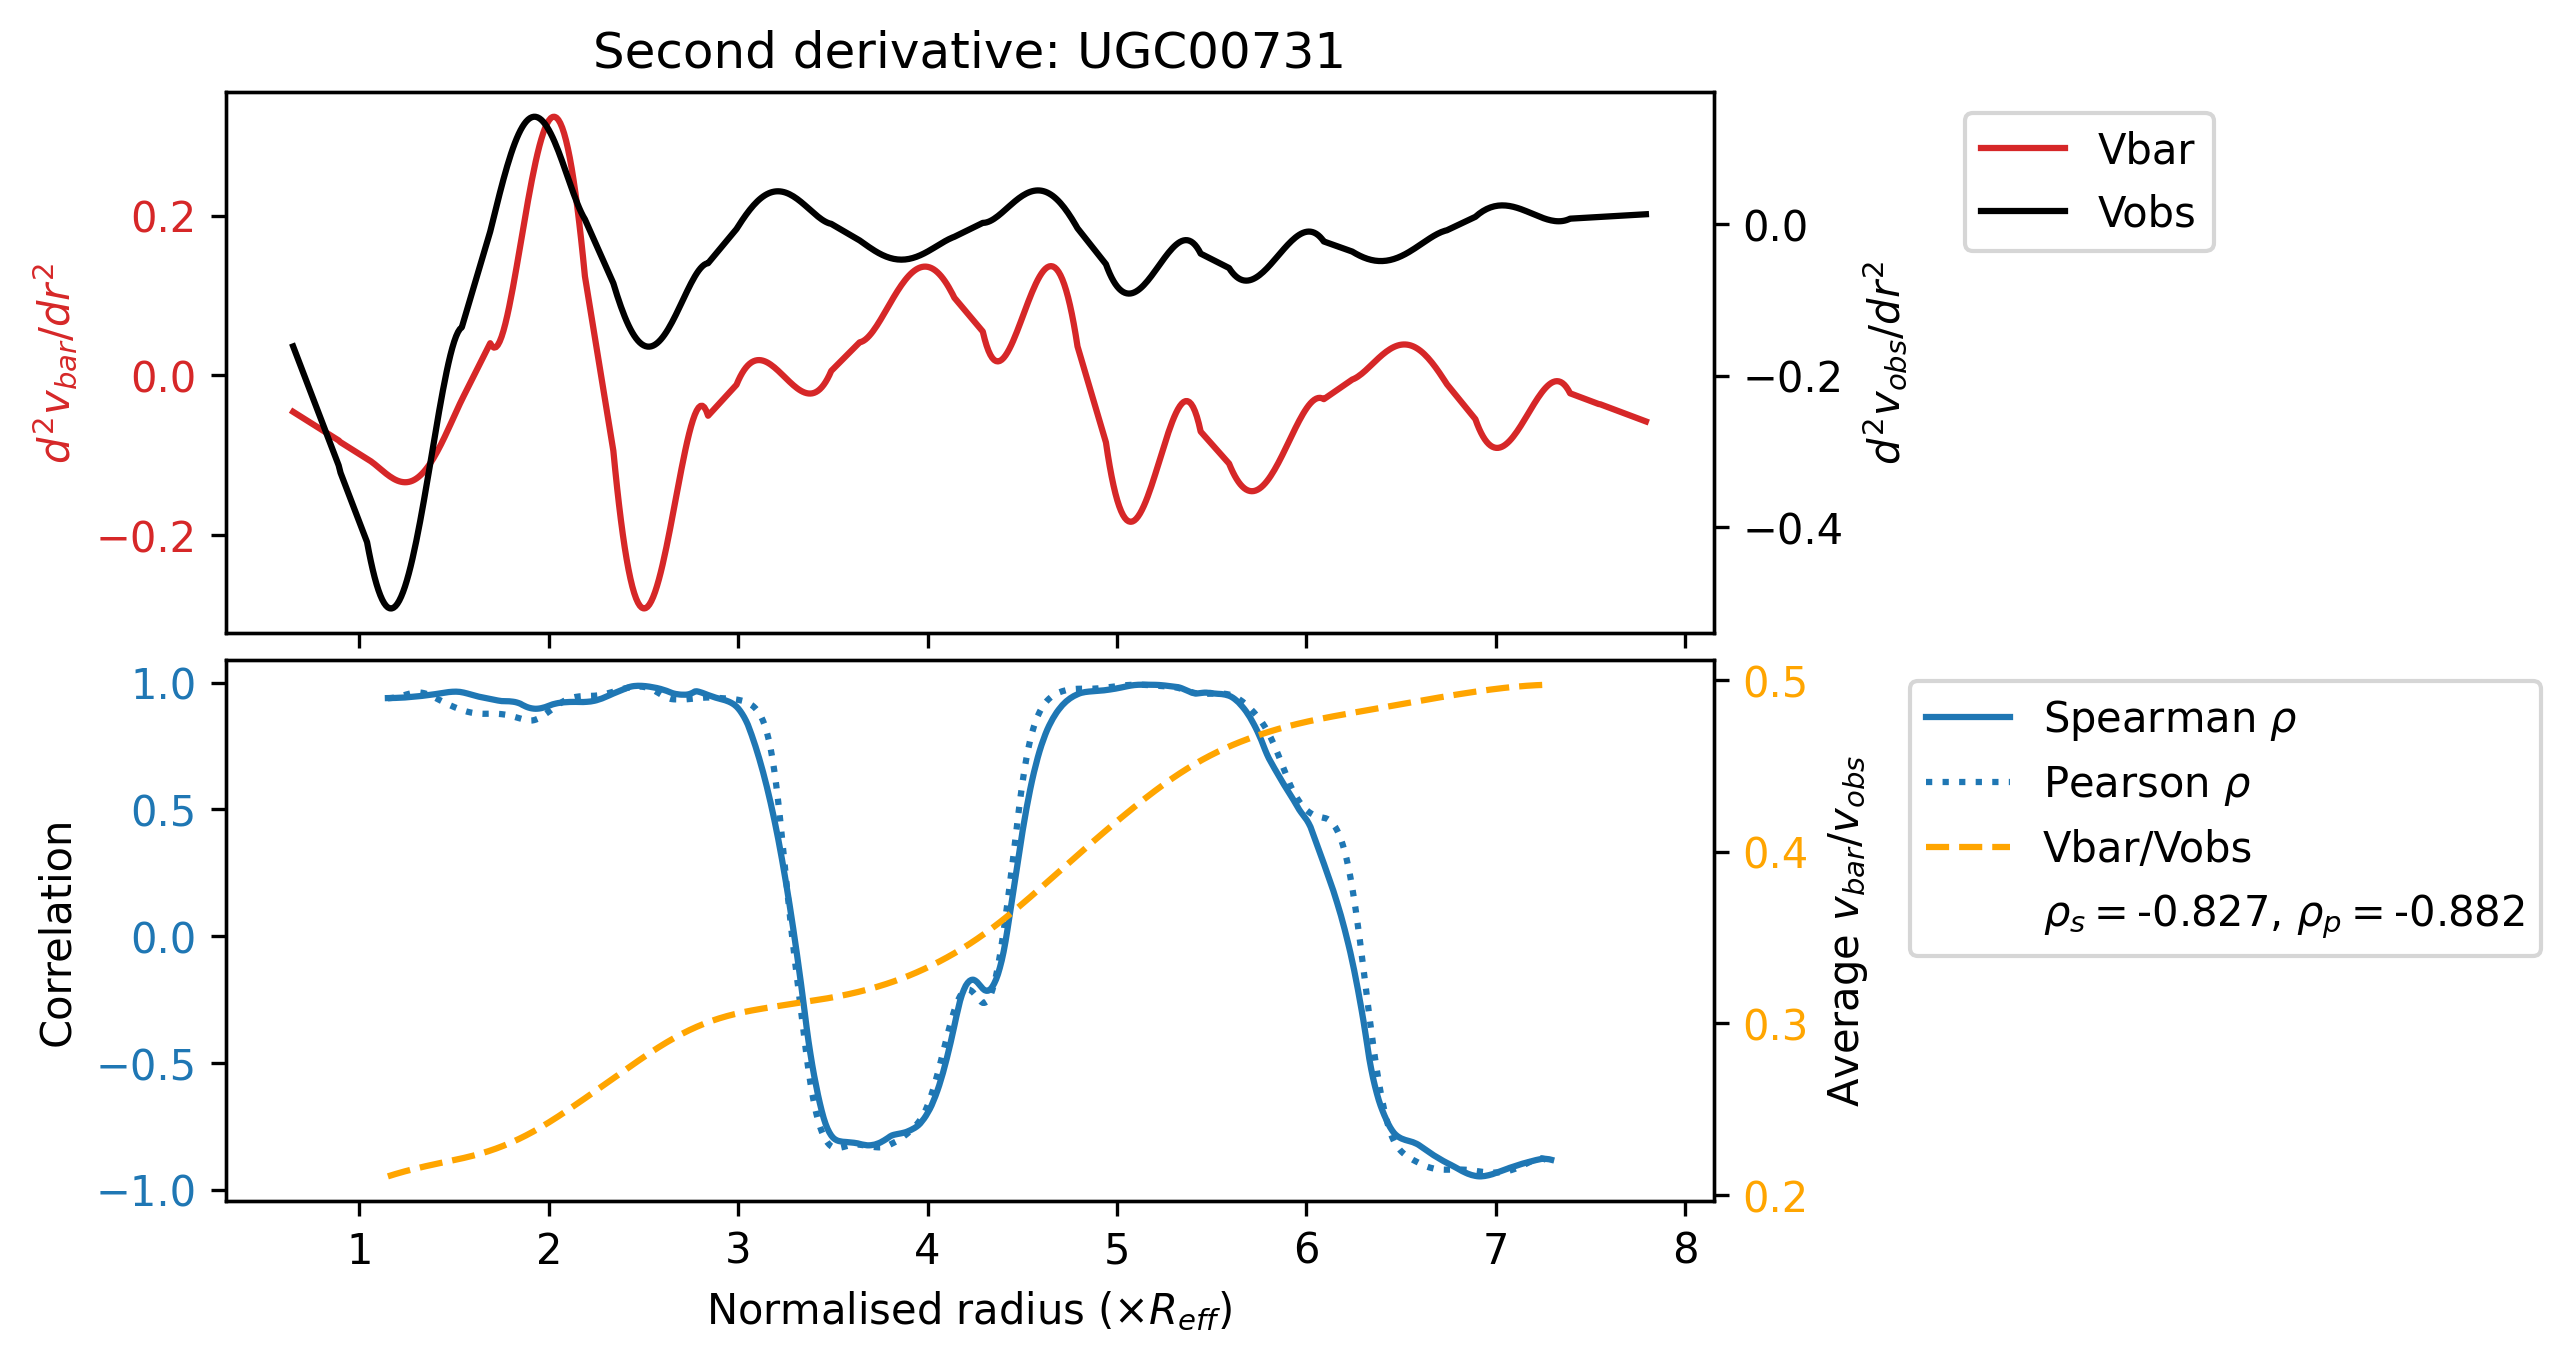 Second derivative: UGC00731
d²v_bar/dr²
0.2
0.0
−0.2
0.0
−0.2
−0.4
d²v_obs/dr²
Vbar
Vobs
Correlation
1.0
0.5
0.0
−0.5
−1.0
0.5
0.4
0.3
0.2
Average v_bar/v_obs
Spearman ρ
Pearson ρ
Vbar/Vobs
ρ_s = -0.827, ρ_p = -0.882
1 2 3 4 5 6 7 8
Normalised radius (×R_eff)